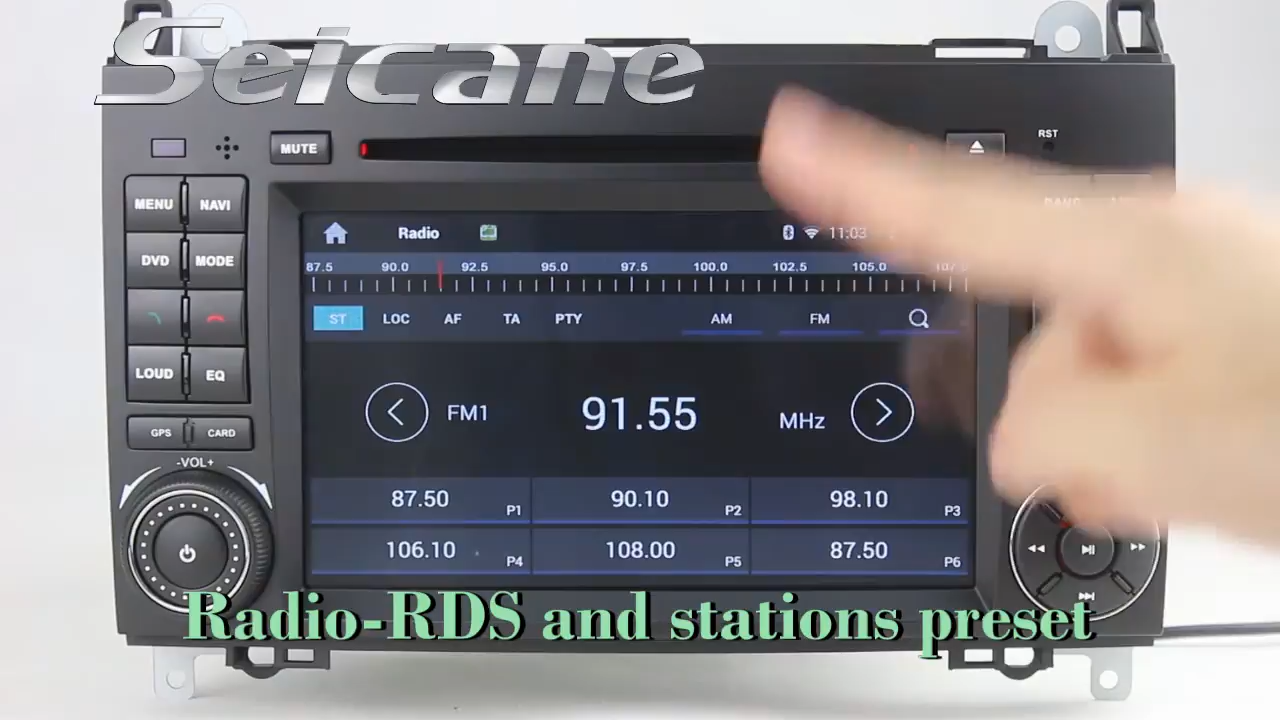 Seicane
RST
MUTE
MENU NAVI
Radio 11:03
DVD MODE
87.5 90.0 92.5 95.0 97.5 100.0 102.5 105.0
ST LOC AF TA PTY AM FM
LOUD EQ
FM1 91.55 MHz
GPS CARD
-VOL+
87.50 P1 90.10 P2 98.10 P3
106.10 P4 108.00 P5 87.50 P6
Radio-RDS and stations preset